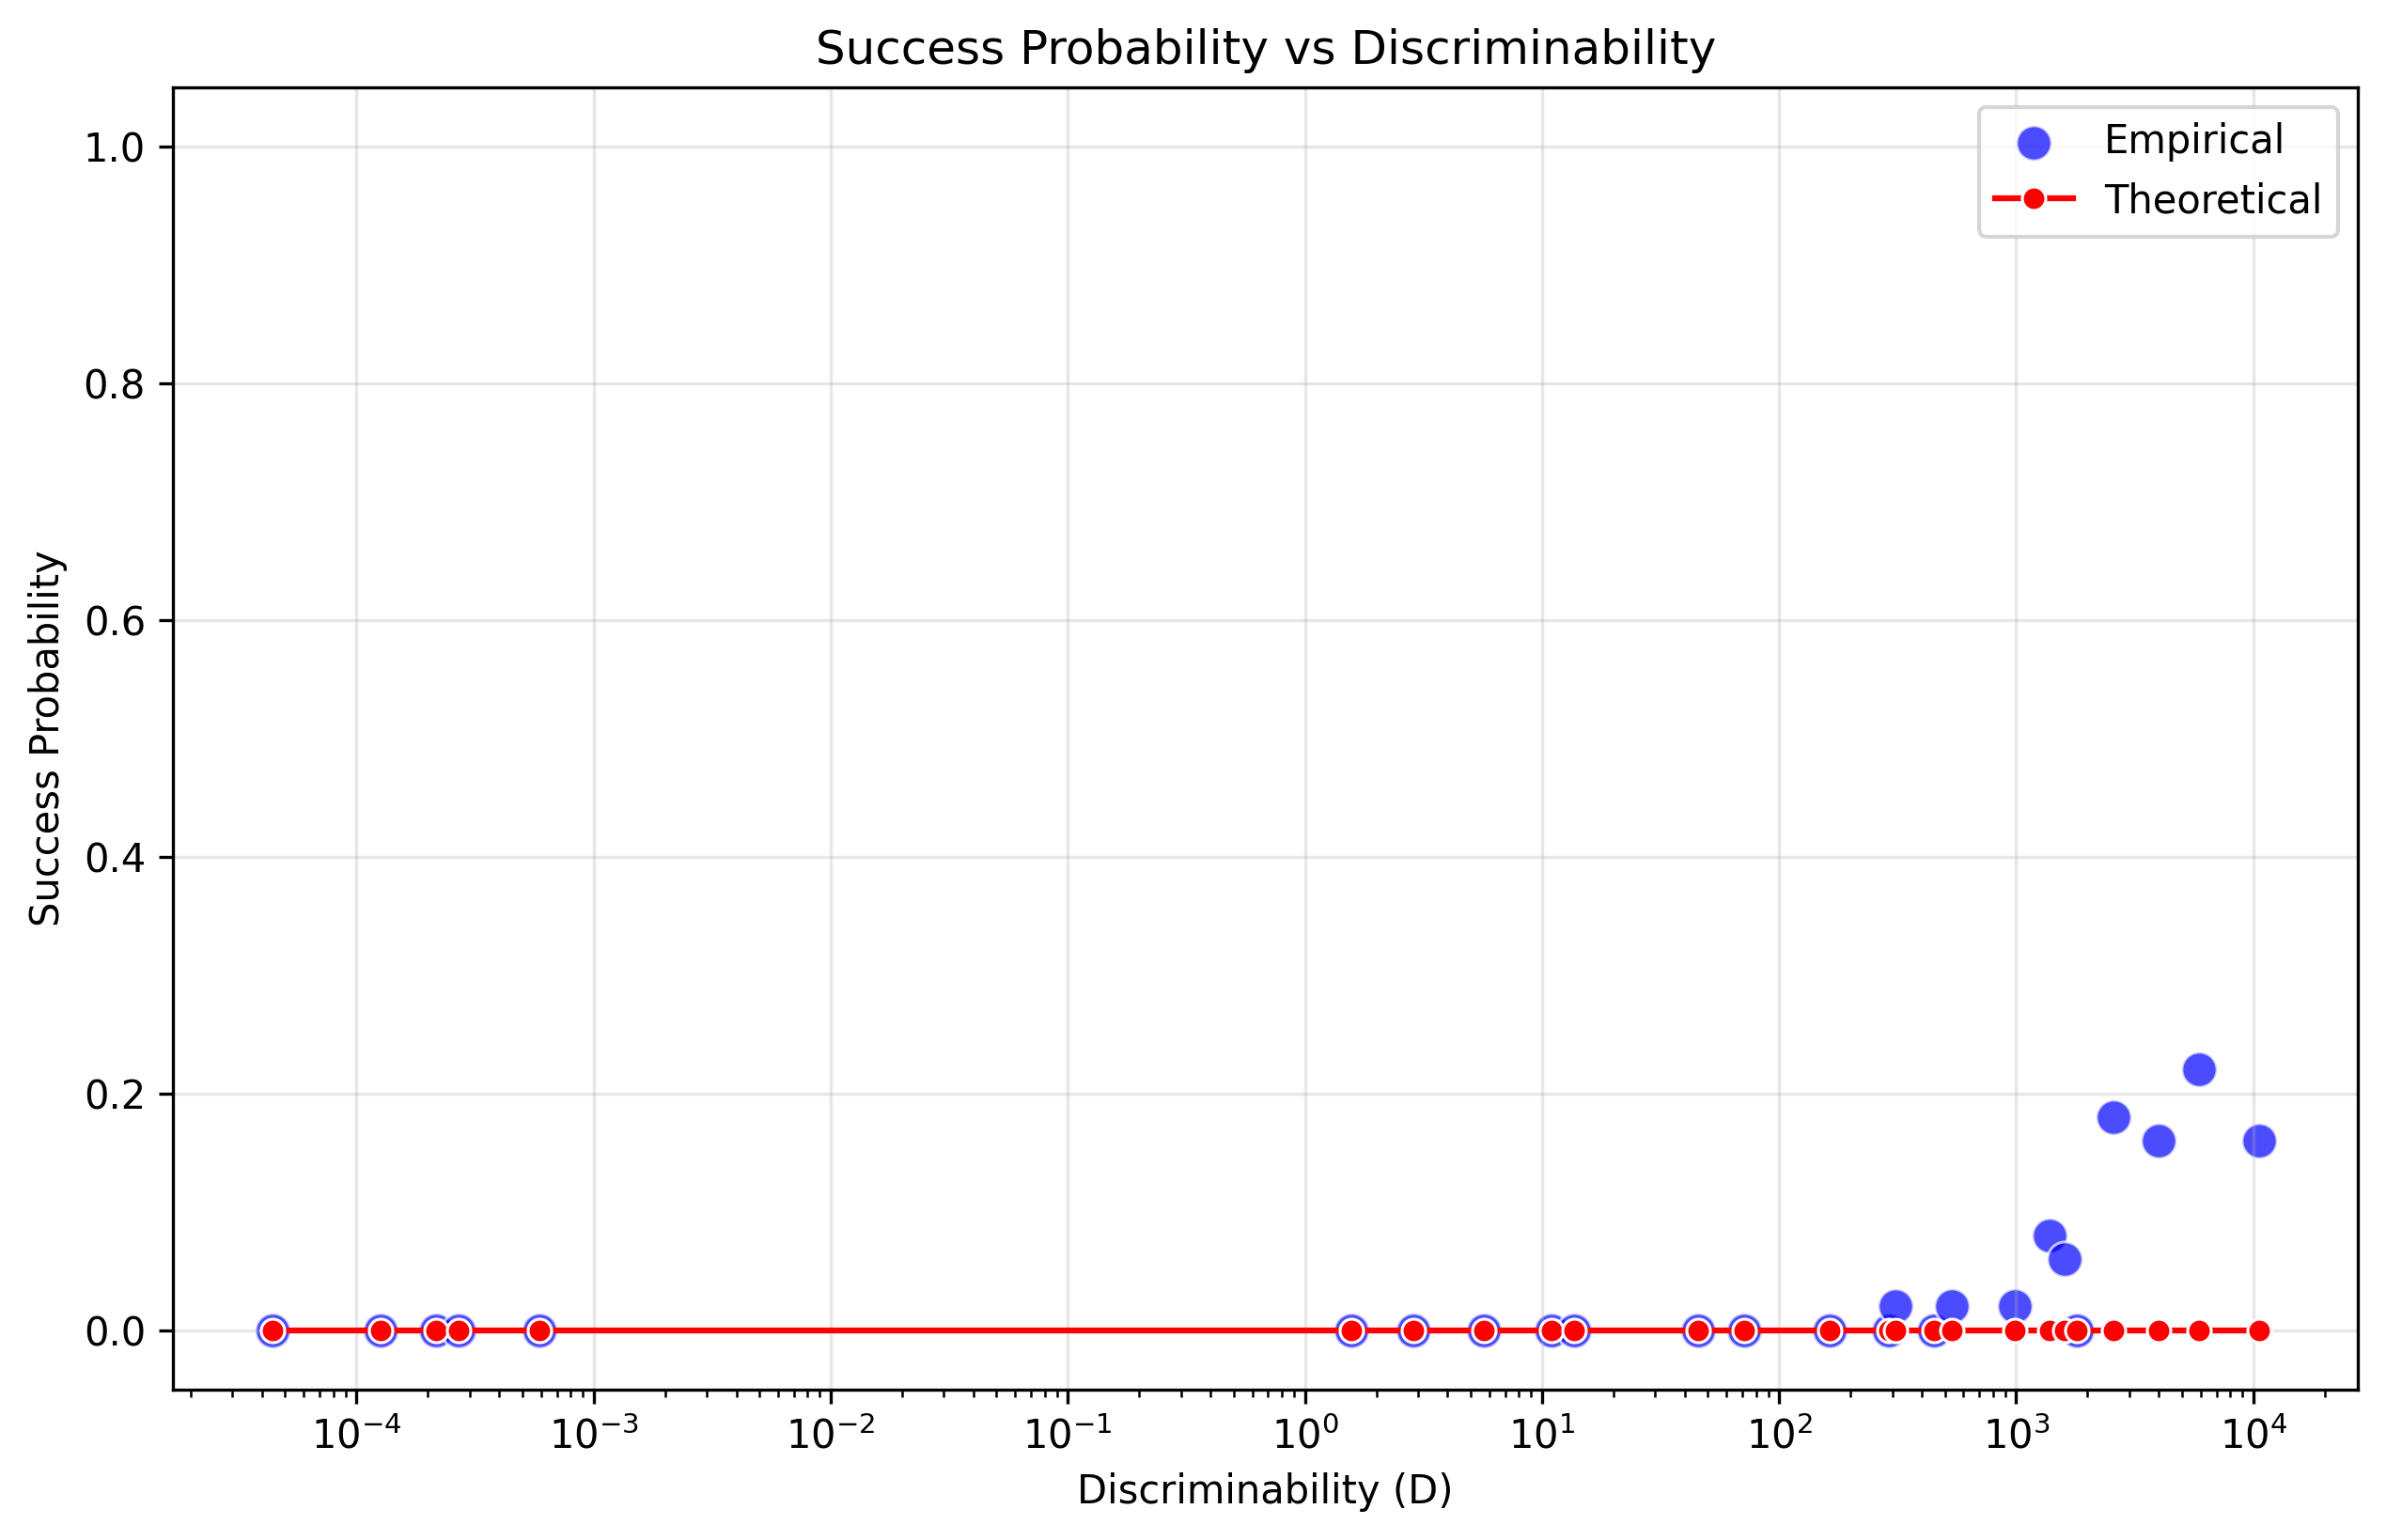 Success Probability vs Discriminability
Empirical
Theoretical
Success Probability
1.0
0.8
0.6
0.4
0.2
0.0
10⁻⁴ 10⁻³ 10⁻² 10⁻¹ 10⁰ 10¹ 10² 10³ 10⁴
Discriminability (D)